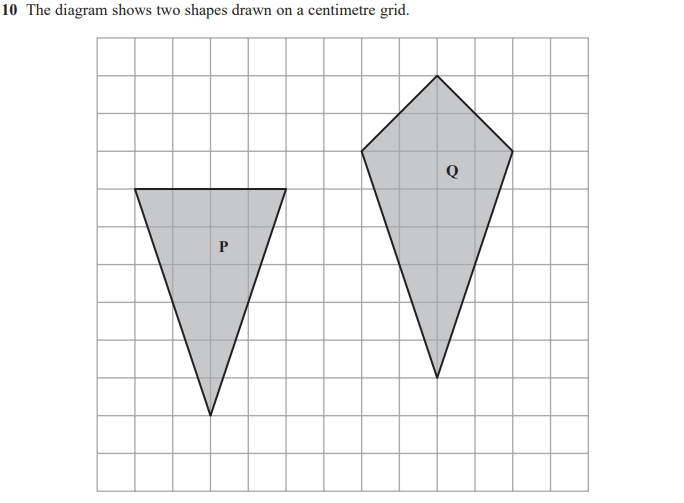 10 The diagram shows two shapes drawn on a centimetre grid.
Q
P